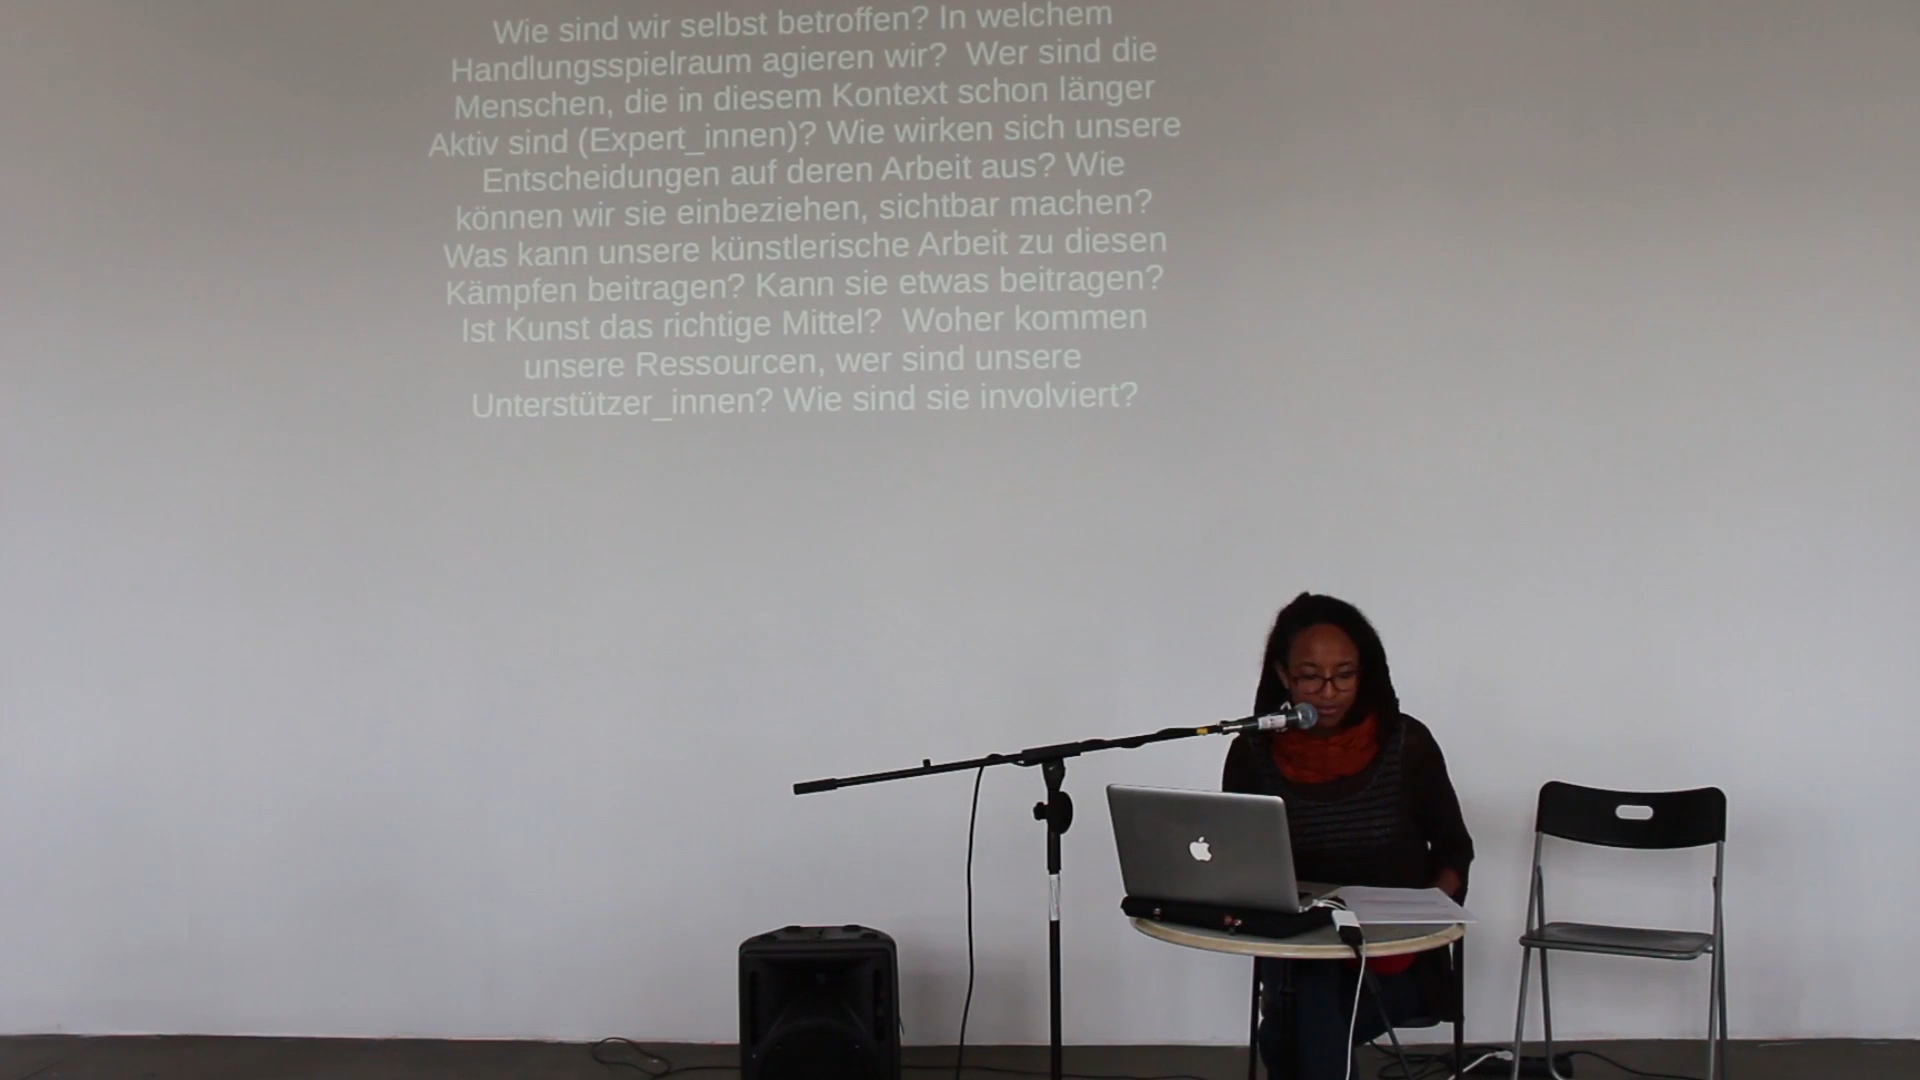 Wie sind wir selbst betroffen? In welchem
Handlungsspielraum agieren wir?  Wer sind die
Menschen, die in diesem Kontext schon länger
Aktiv sind (Expert_innen)? Wie wirken sich unsere
Entscheidungen auf deren Arbeit aus? Wie
können wir sie einbeziehen, sichtbar machen?
Was kann unsere künstlerische Arbeit zu diesen
Kämpfen beitragen? Kann sie etwas beitragen?
Ist Kunst das richtige Mittel?  Woher kommen
unsere Ressourcen, wer sind unsere
Unterstützer_innen? Wie sind sie involviert?